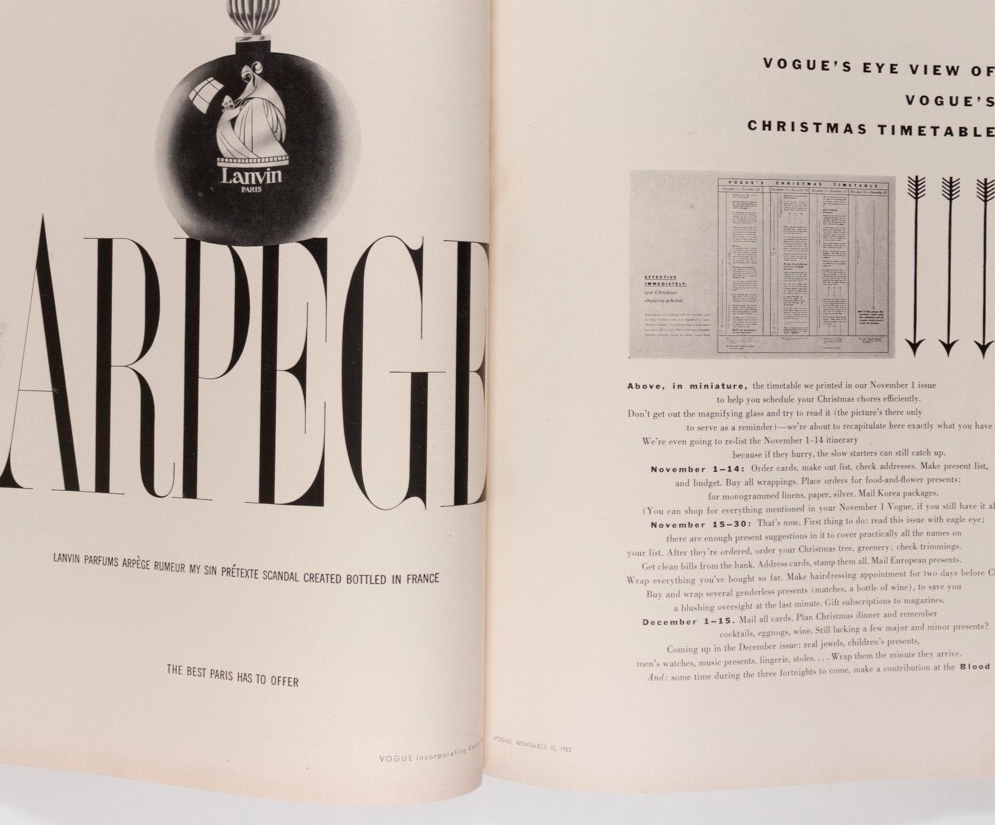 Lanvin
PARIS
ARPEGE
LANVIN PARFUMS ARPÈGE RUMEUR MY SIN PRÉTEXTE SCANDAL CREATED BOTTLED IN FRANCE
THE BEST PARIS HAS TO OFFER
VOGUE incorporating
VOGUE'S EYE VIEW OF
VOGUE'S
CHRISTMAS TIMETABLE
VOGUE'S CHRISTMAS TIMETABLE
EFFECTIVE
IMMEDIATELY:
new Christmas
shopping schedule
Above, in miniature, the timetable we printed in our November 1 issue
to help you schedule your Christmas chores efficiently.
Don't get out the magnifying glass and try to read it (the picture's there only
to serve as a reminder)—we're about to recapitulate here exactly what you have
We're even going to re-list the November 1–14 itinerary
because if they hurry, the slow starters can still catch up.
November 1–14: Order cards, make out list, check addresses. Make present list,
and budget. Buy all wrappings. Place orders for food-and-flower presents;
for monogrammed linens, paper, silver. Mail Korea packages.
(You can shop for everything mentioned in your November 1 Vogue, if you still have it
November 15–30: That's now. First thing to do: read this issue with eagle eye;
there are enough present suggestions in it to cover practically all the names on
your list. After they're ordered, order your Christmas tree, greenery; check trimmings.
Get clean bills from the bank. Address cards, stamp them all. Mail European presents.
Wrap everything you've bought so far. Make hairdressing appointment for two days before
Buy and wrap several genderless presents (matches, a bottle of wine), to save you
a blushing oversight at the last minute. Gift subscriptions to magazines.
December 1–15. Mail all cards. Plan Christmas dinner and remember
cocktails, eggnogs, wine. Still lacking a few major and minor presents?
Coming up in the December issue: real jewels, children's presents,
men's watches, music presents, lingerie, stoles.... Wrap them the minute they arrive.
And: some time during the three fortnights to come, make a contribution at the Blood
VOGUE, NOVEMBER 15, 1952